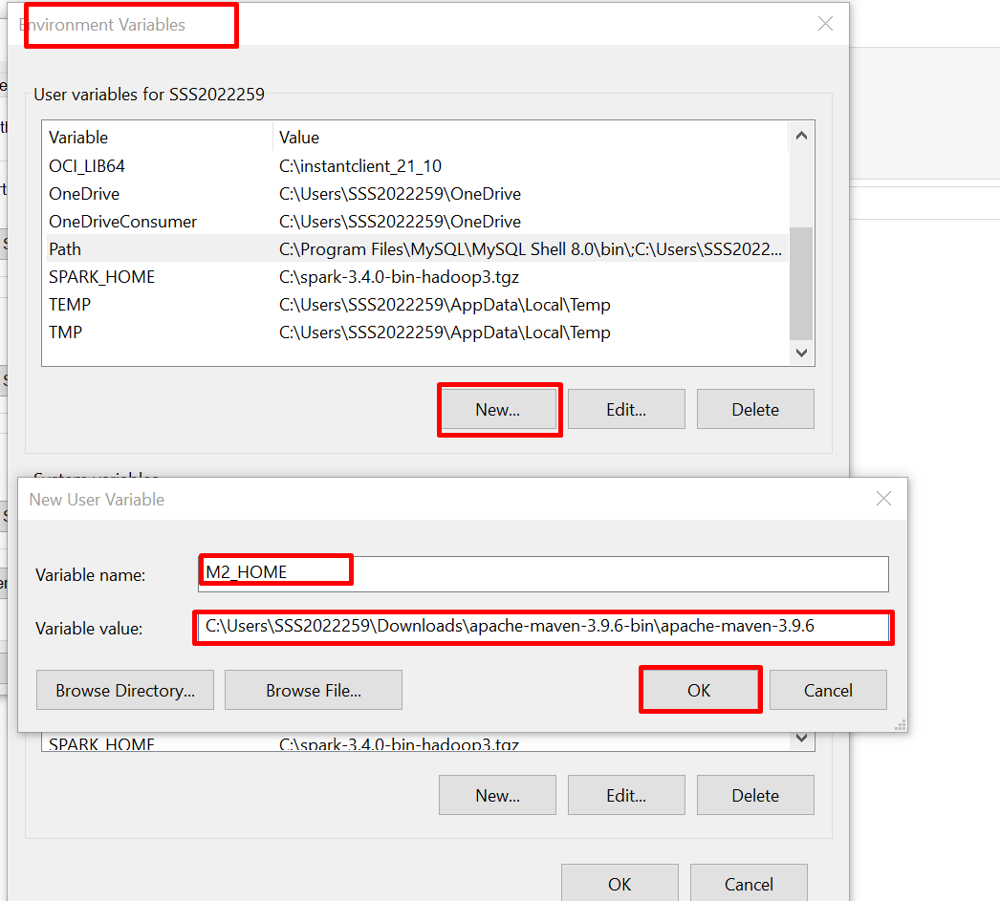 Environment Variables
User variables for SSS2022259
Variable Value
OCI_LIB64 C:\instantclient_21_10
OneDrive C:\Users\SSS2022259\OneDrive
OneDriveConsumer C:\Users\SSS2022259\OneDrive
Path C:\Program Files\MySQL\MySQL Shell 8.0\bin\;C:\Users\SSS2022...
SPARK_HOME C:\spark-3.4.0-bin-hadoop3.tgz
TEMP C:\Users\SSS2022259\AppData\Local\Temp
TMP C:\Users\SSS2022259\AppData\Local\Temp
New... Edit... Delete
System variables
New User Variable
Variable name: M2_HOME
Variable value: C:\Users\SSS2022259\Downloads\apache-maven-3.9.6-bin\apache-maven-3.9.6
Browse Directory... Browse File... OK Cancel
SPARK_HOME C:\spark-3.4.0-bin-hadoop3.tgz
New... Edit... Delete
OK Cancel